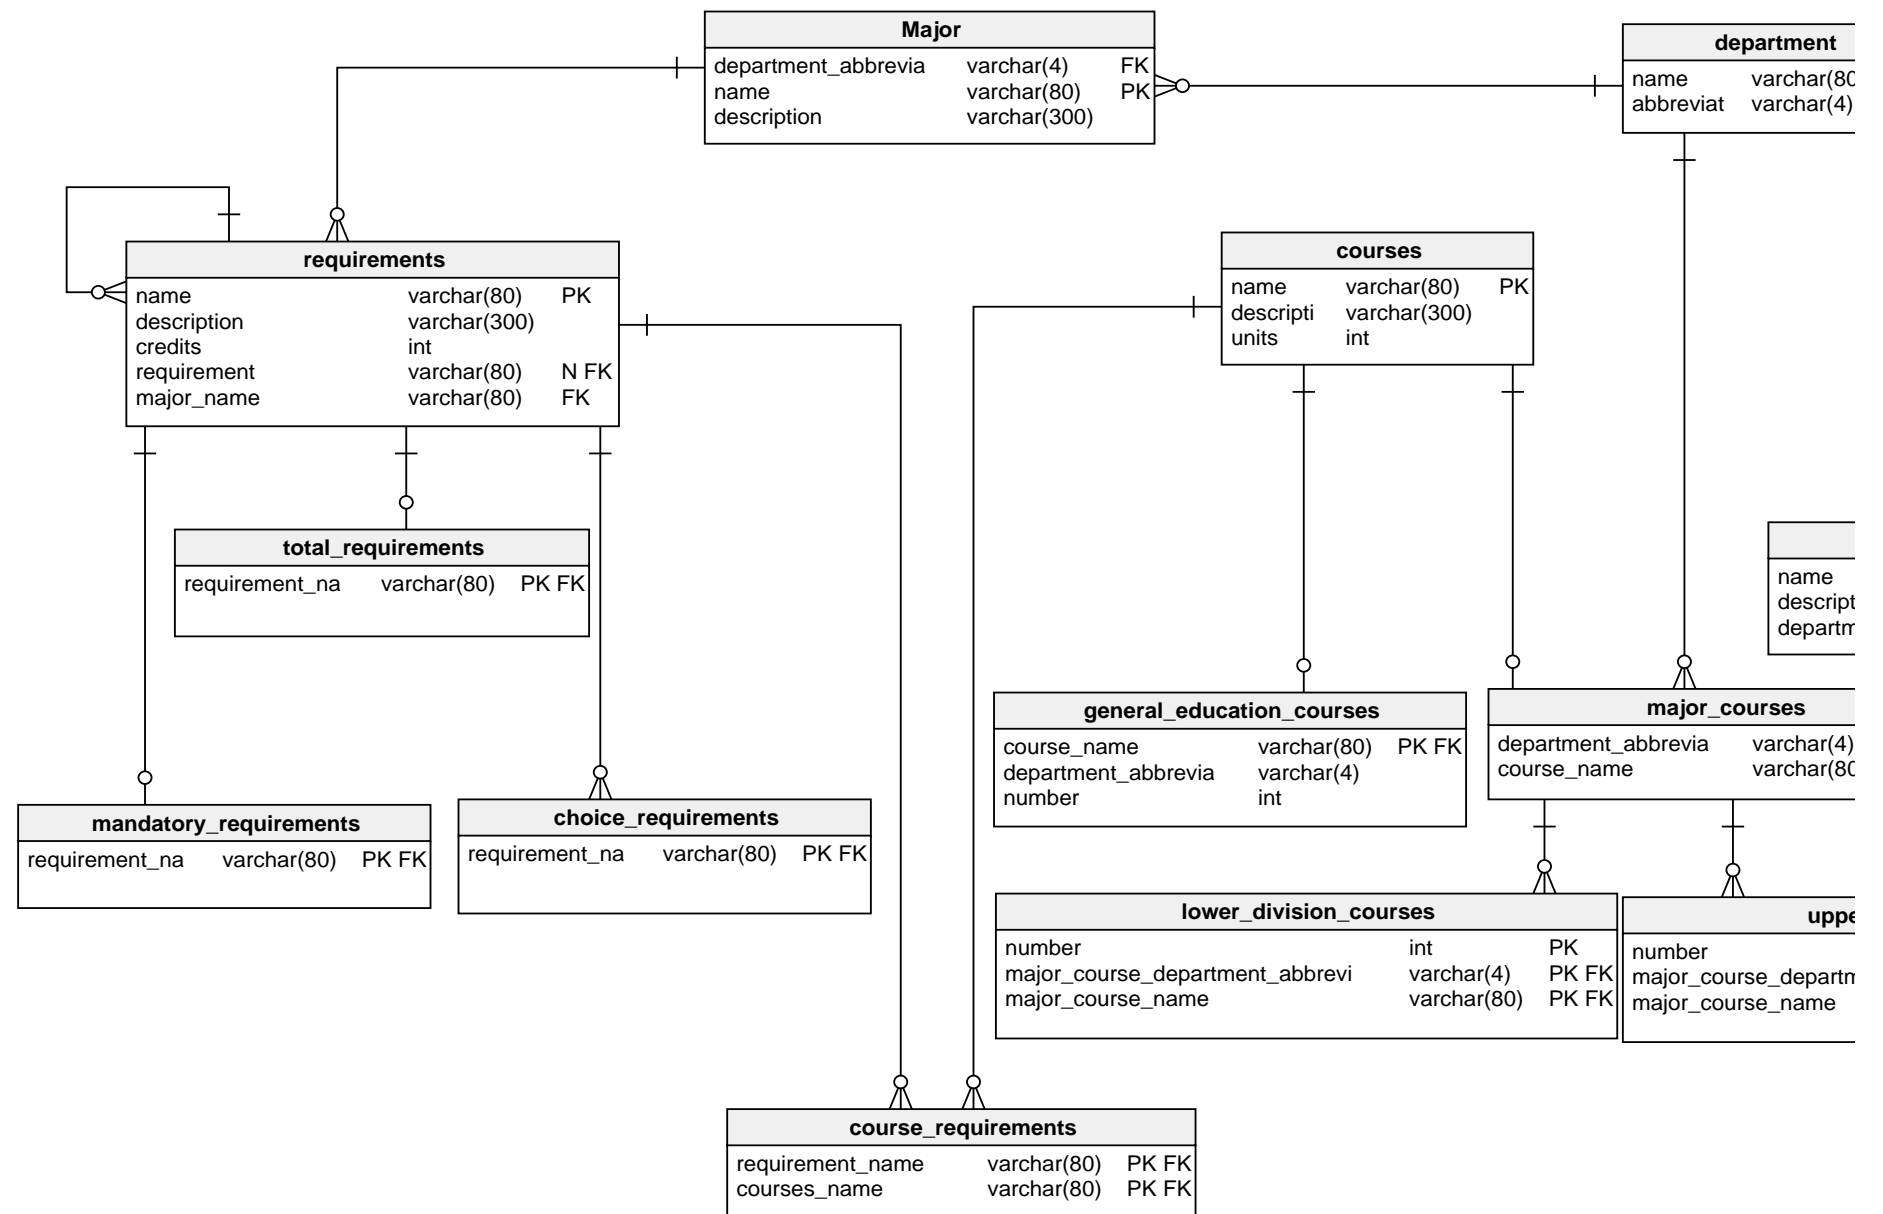 Major
department_abbrevia varchar(4) FK
name varchar(80) PK
description varchar(300)
department
name varchar(80
abbreviat varchar(4)
requirements
name varchar(80) PK
description varchar(300)
credits int
requirement varchar(80) N FK
major_name varchar(80) FK
courses
name varchar(80) PK
descripti varchar(300)
units int
total_requirements
requirement_na varchar(80) PK FK
name
descript
departm
general_education_courses
course_name varchar(80) PK FK
department_abbrevia varchar(4)
number int
major_courses
department_abbrevia varchar(4)
course_name varchar(80
mandatory_requirements
requirement_na varchar(80) PK FK
choice_requirements
requirement_na varchar(80) PK FK
lower_division_courses
number int PK
major_course_department_abbrevi varchar(4) PK FK
major_course_name varchar(80) PK FK
uppe
number
major_course_departm
major_course_name
course_requirements
requirement_name varchar(80) PK FK
courses_name varchar(80) PK FK